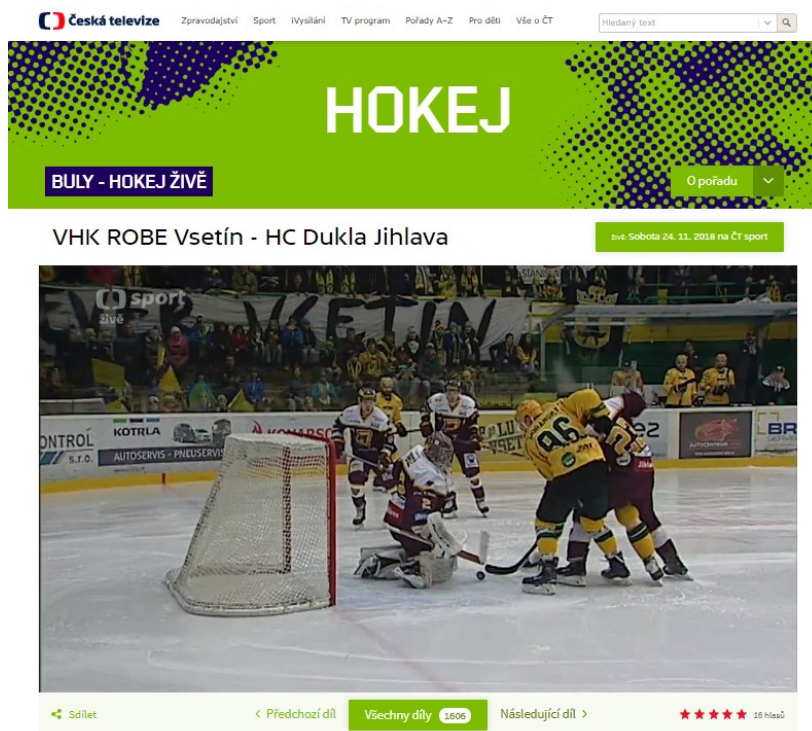 Česká televize
Zpravodajství Sport iVysílání TV program Pořady A–Z Pro děti Vše o ČT
Hledaný text
HOKEJ
BULY - HOKEJ ŽIVĚ
O pořadu
VHK ROBE Vsetín - HC Dukla Jihlava
živě: Sobota 24. 11. 2018 na ČT sport
sport
živě
VSETÍN
KOTRLA
AUTOSERVIS - PNEUSERVIS
S.r.o.
96
BR
Sdílet
Předchozí díl
Všechny díly 1606
Následující díl
16 hlasů